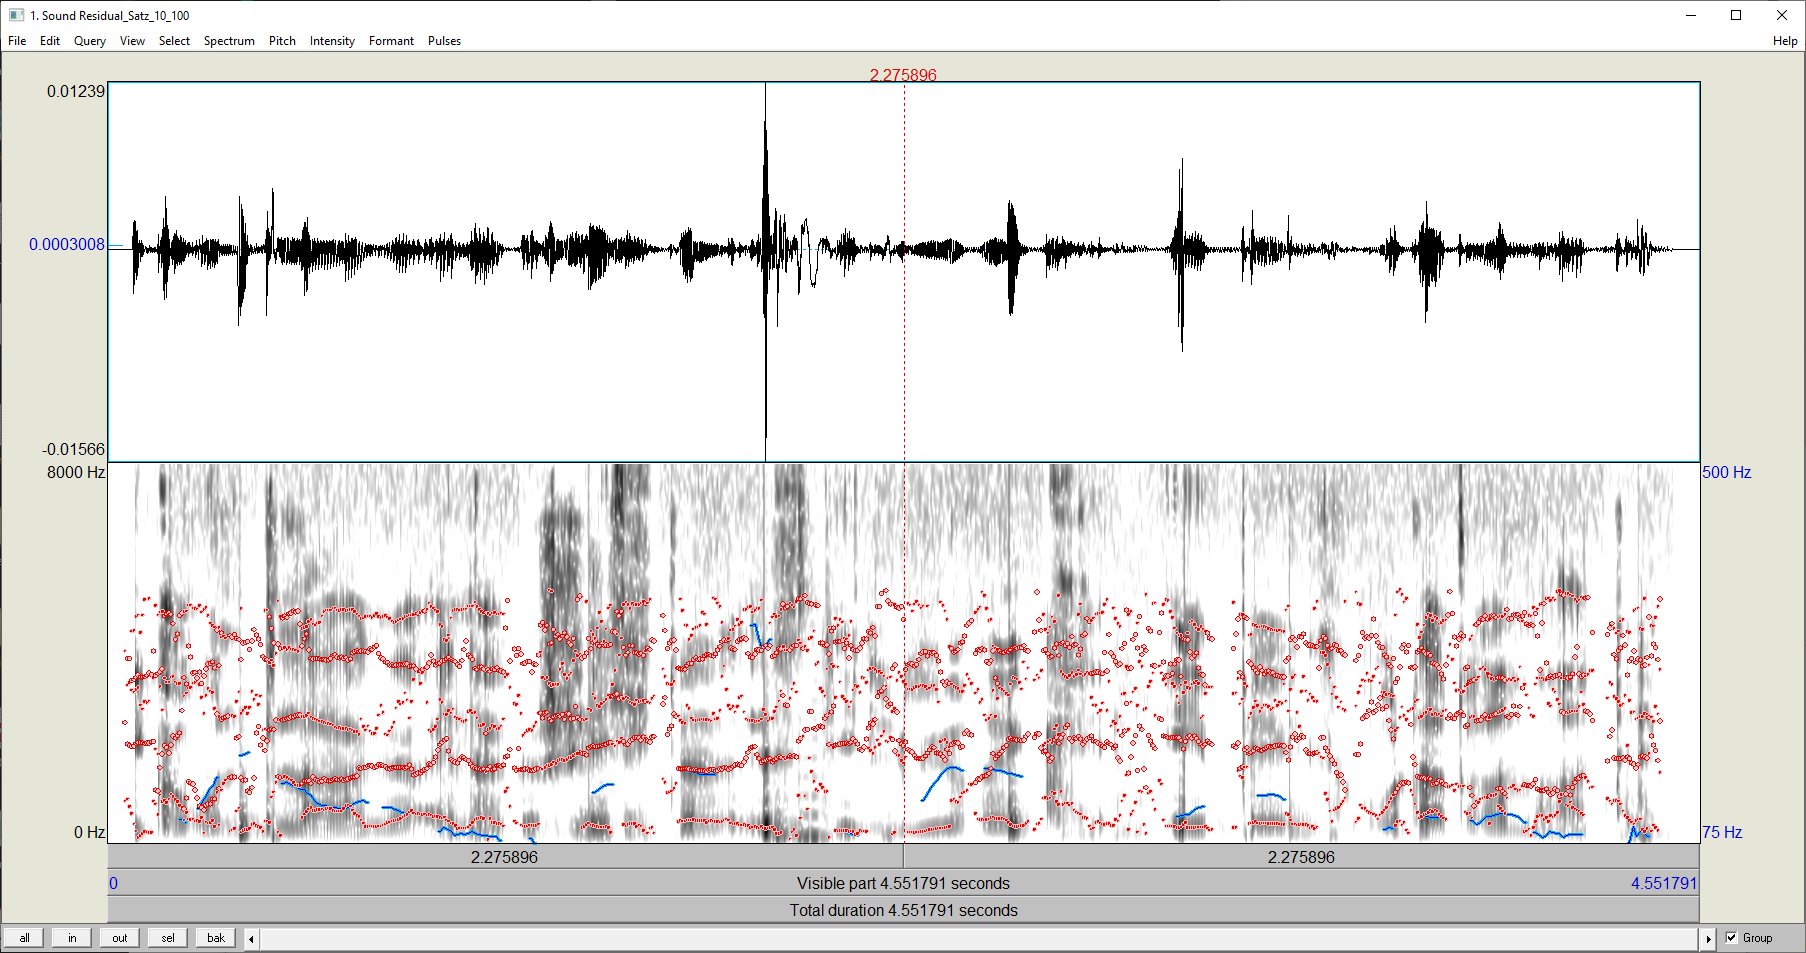 1. Sound Residual_Satz_10_100
File Edit Query View Select Spectrum Pitch Intensity Formant Pulses Help
2.275896
0.01239
0.0003008
-0.01566
8000 Hz 500 Hz
0 Hz 75 Hz
2.275896 2.275896
0 Visible part 4.551791 seconds 4.551791
Total duration 4.551791 seconds
all in out sel bak Group